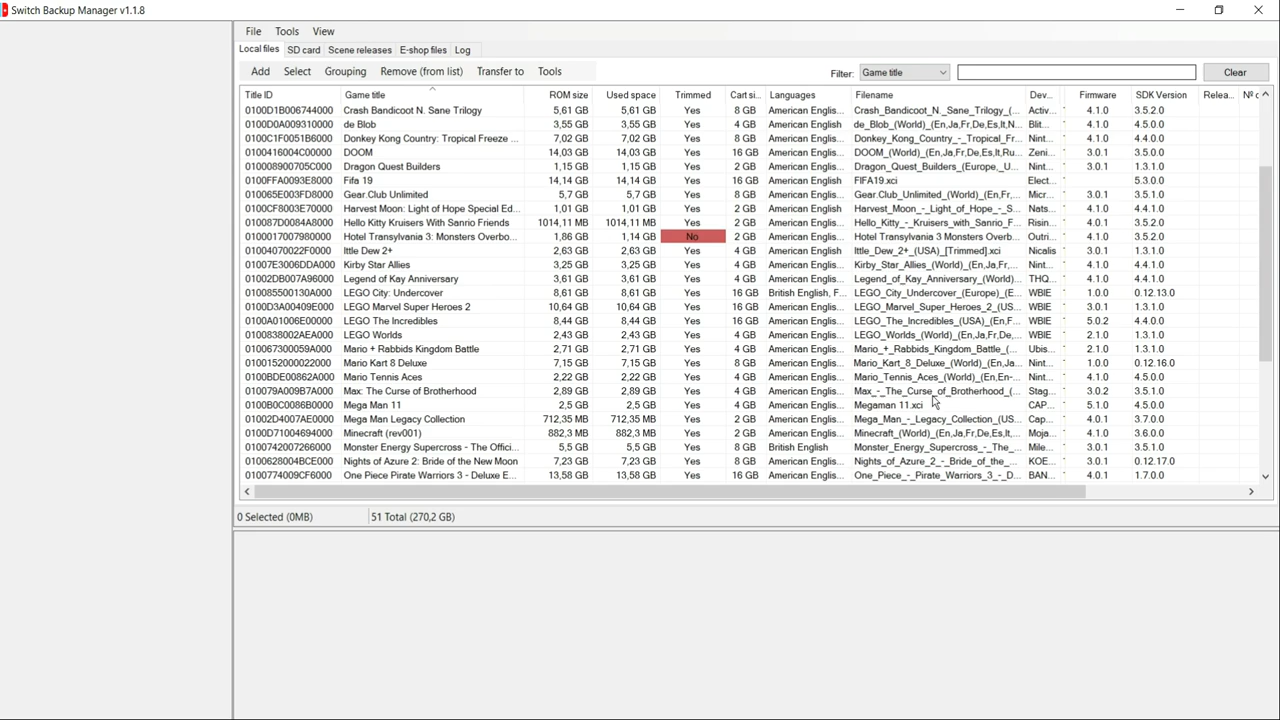 Switch Backup Manager v1.1.8
File Tools View
Local files SD card Scene releases E-shop files Log
Add Select Grouping Remove (from list) Transfer to Tools Filter: Game title Clear
Title ID Game title ROM size Used space Trimmed Cart si... Languages Filename Dev... Firmware SDK Version Relea... Nº c
0100D1B006744000 Crash Bandicoot N. Sane Trilogy 5,61 GB 5,61 GB Yes 8 GB American Englis... Crash_Bandicoot_N._Sane_Trilogy_(... Activ... 4.1.0 3.5.2.0
0100D0A009310000 de Blob 3,55 GB 3,55 GB Yes 4 GB American English de_Blob_(World)_(En,Ja,Fr,De,Es,It,N... Blit... 4.1.0 4.5.0.0
0100C1F0051B6000 Donkey Kong Country: Tropical Freeze ... 7,02 GB 7,02 GB Yes 8 GB American Englis... Donkey_Kong_Country_-_Tropical_Fr... Nint... 4.1.0 4.4.0.0
0100416004C00000 DOOM 14,03 GB 14,03 GB Yes 16 GB American Englis... DOOM_(World)_(En,Fr,De,Es,It,Ru... Zeni... 3.0.1 3.5.1.0
010008900705C000 Dragon Quest Builders 1,15 GB 1,15 GB Yes 2 GB American Englis... Dragon_Quest_Builders_(Europe,_U... Nint... 3.0.1 1.3.1.0
0100FFA0093E8000 Fifa 19 14,14 GB 14,14 GB Yes 16 GB American English FIFA19.xci Elect... 5.3.0.0
010065E003FD8000 Gear.Club Unlimited 5,7 GB 5,7 GB Yes 8 GB American Englis... Gear.Club_Unlimited_(World)_(En,Fr,... Micr... 3.0.1 3.5.1.0
0100CF8003E70000 Harvest Moon: Light of Hope Special Ed... 1,01 GB 1,01 GB Yes 2 GB American English Harvest_Moon_-_Light_of_Hope_-_S... Nats... 4.0.1 4.4.0.0
010087D0084A8000 Hello Kitty Kruisers With Sanrio Friends 1014,11 MB 1014,11 MB Yes 2 GB American Englis... Hello_Kitty_-_Kruisers_with_Sanrio_F... Risin... 4.0.1 3.5.2.0
0100017007980000 Hotel Transylvania 3: Monsters Overbo... 1,86 GB 1,14 GB No 2 GB American Englis... Hotel Transylvania 3 Monsters Overb... Outri... 4.1.0 3.5.2.0
01004070022F0000 Ittle Dew 2+ 2,63 GB 2,63 GB Yes 4 GB American English Ittle_Dew_2+_(USA)_[Trimmed].xci Nicalis 3.0.1 1.3.1.0
01007E3006DDA000 Kirby Star Allies 3,25 GB 3,25 GB Yes 4 GB American Englis... Kirby_Star_Allies_(World)_(En,Ja,Fr,... Nint... 4.1.0 4.4.0.0
01002DB007A96000 Legend of Kay Anniversary 3,61 GB 3,61 GB Yes 4 GB American Englis... Legend_of_Kay_Anniversary_(World)... THQ... 4.0.1 4.4.1.0
010085500130A000 LEGO City: Undercover 8,61 GB 8,61 GB Yes 16 GB British English, F... LEGO_City_Undercover_(Europe)_(E... WBIE 1.0.0 0.12.13.0
0100D3A00409E000 LEGO Marvel Super Heroes 2 10,64 GB 10,64 GB Yes 16 GB American Englis... LEGO_Marvel_Super_Heroes_2_(US... WBIE 3.0.1 1.3.1.0
0100A01006E00000 LEGO The Incredibles 8,44 GB 8,44 GB Yes 16 GB American Englis... LEGO_The_Incredibles_(USA)_(En,F... WBIE 5.0.2 4.4.0.0
0100838002AEA000 LEGO Worlds 2,43 GB 2,43 GB Yes 4 GB American Englis... LEGO_Worlds_(World)_(En,Ja,Fr,De,... WBIE 2.1.0 1.3.1.0
010067300059A000 Mario + Rabbids Kingdom Battle 2,71 GB 2,71 GB Yes 4 GB American Englis... Mario_+_Rabbids_Kingdom_Battle_(... Ubis... 2.1.0 1.3.1.0
0100152000022000 Mario Kart 8 Deluxe 7,15 GB 7,15 GB Yes 8 GB American Englis... Mario_Kart_8_Deluxe_(World)_(En,Ja... Nint... 1.0.0 0.12.16.0
0100BDE00862A000 Mario Tennis Aces 2,22 GB 2,22 GB Yes 4 GB American Englis... Mario_Tennis_Aces_(World)_(En,En-... Nint... 4.1.0 4.5.0.0
010079A009B7A000 Max: The Curse of Brotherhood 2,89 GB 2,89 GB Yes 4 GB American Englis... Max_-_The_Curse_of_Brotherhood_(... Stag... 3.0.2 3.5.1.0
0100B0C0086B0000 Mega Man 11 2,5 GB 2,5 GB Yes 4 GB American Englis... Megaman 11.xci CAP... 5.1.0 4.5.0.0
01002D4007AE0000 Mega Man Legacy Collection 712,35 MB 712,35 MB Yes 2 GB American Englis... Mega_Man_-_Legacy_Collection_(US... Cap... 4.0.1 3.7.0.0
0100D71004694000 Minecraft (rev001) 882,3 MB 882,3 MB Yes 2 GB American Englis... Minecraft_(World)_(En,Ja,Fr,De,Es,It,... Moja... 4.1.0 3.6.0.0
0100742007266000 Monster Energy Supercross - The Offici... 5,5 GB 5,5 GB Yes 8 GB British English Monster_Energy_Supercross_-_The_... Mile... 3.0.1 3.5.1.0
0100628004BCE000 Nights of Azure 2: Bride of the New Moon 7,23 GB 7,23 GB Yes 8 GB American Englis... Nights_of_Azure_2_-_Bride_of_the_... KOE... 3.0.1 0.12.17.0
0100774009CF6000 One Piece Pirate Warriors 3 - Deluxe E... 13,58 GB 13,58 GB Yes 16 GB American Englis... One_Piece_-_Pirate_Warriors_3_-_D... BAN... 4.0.1 1.7.0.0
0 Selected (0MB) 51 Total (270,2 GB)